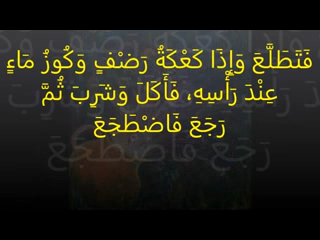 فَتَطَلَّعَ وَإِذَا كَعْكَةُ رَضْفٍ وَكُوزُ مَاءٍ
عِنْدَ رَأْسِهِ، فَأَكَلَ وَشَرِبَ ثُمَّ
رَجَعَ فَاضْطَجَعَ